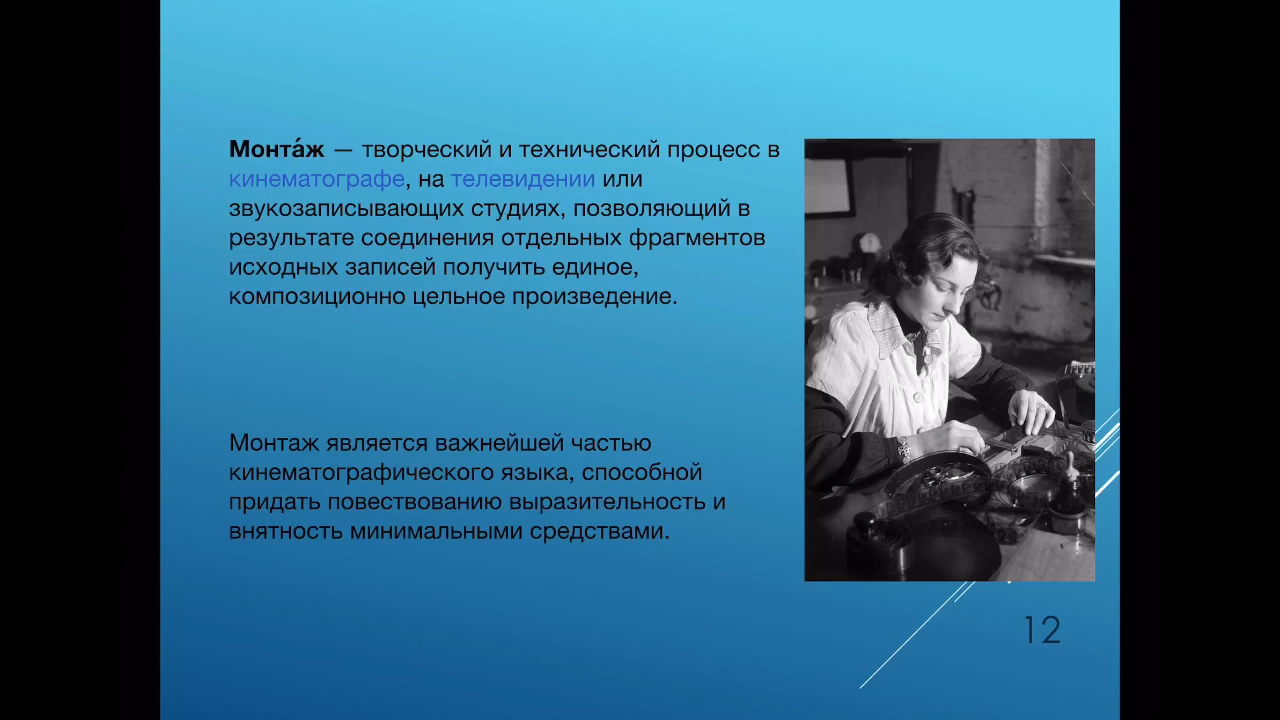 Монта́ж — творческий и технический процесс в
кинематографе, на телевидении или
звукозаписывающих студиях, позволяющий в
результате соединения отдельных фрагментов
исходных записей получить единое,
композиционно цельное произведение.
Монтаж является важнейшей частью
кинематографического языка, способной
придать повествованию выразительность и
внятность минимальными средствами.
12